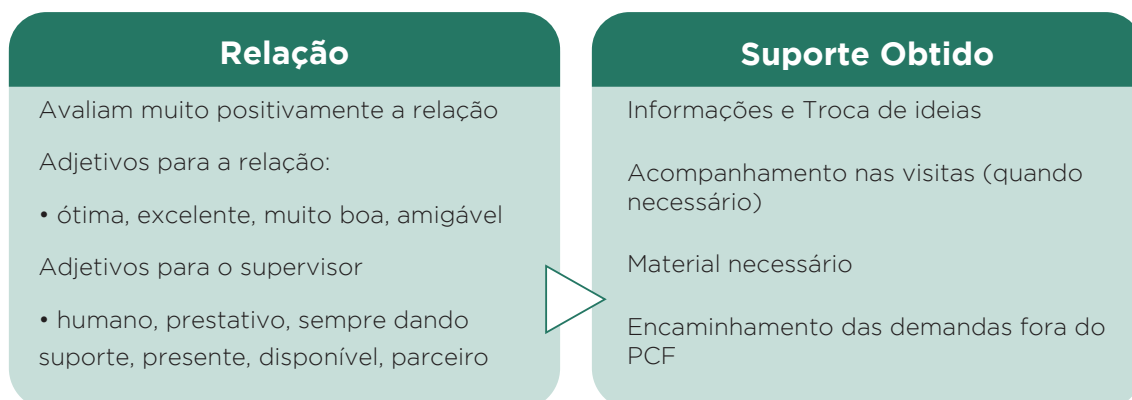 Relação
Avaliam muito positivamente a relação
Adjetivos para a relação:
• ótima, excelente, muito boa, amigável
Adjetivos para o supervisor
• humano, prestativo, sempre dando
suporte, presente, disponível, parceiro
Suporte Obtido
Informações e Troca de ideias
Acompanhamento nas visitas (quando
necessário)
Material necessário
Encaminhamento das demandas fora do
PCF